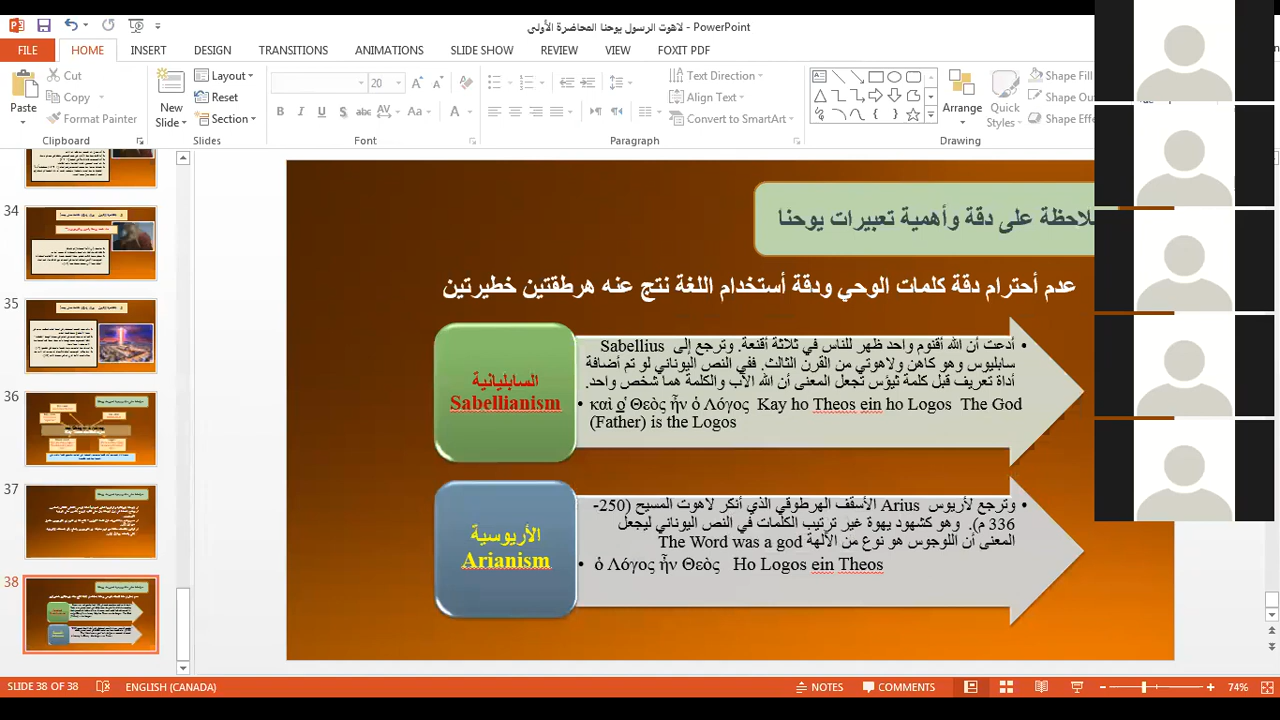 لاهوت الرسول يوحنا المحاضرة الأولى - PowerPoint
FILE HOME INSERT DESIGN TRANSITIONS ANIMATIONS SLIDE SHOW REVIEW VIEW FOXIT PDF
Paste
Cut
Copy
Format Painter
Clipboard
New
Slide
Layout
Reset
Section
Slides
20
B I U S abc AV Aa A
Font
Text Direction
Align Text
Convert to SmartArt
Paragraph
Arrange
Quick
Styles
Shape Fill
Shape Ou
Shape Effe
Drawing
34
35
36
37
38
ملاحظة على دقة وأهمية تعبيرات يوحنا
عدم أحترام دقة كلمات الوحي ودقة أستخدام اللغة نتج عنه هرطقتين خطيرتين
السابليانية
Sabellianism
• أدعت أن الله أقنوم واحد ظهر للناس في ثلاثة أقنعة. وترجع إلى Sabellius
سابليوس وهو كاهن ولاهوتي من القرن الثالث. ففي النص اليوناني لو تم أضافة
أداة تعريف قبل كلمة ثيؤس تجعل المعنى أن الله الآب والكلمة هما شخص واحد.
• καὶ ο̉ Θεὸς ἦν ὁ Λόγος Kay ho Theos ein ho Logos The God
(Father) is the Logos
الأريوسية
Arianism
• وترجع لأريوس Arius الأسقف الهرطوقي الذي أنكر لاهوت المسيح (250-
336 م). وهو كشهود يهوة غير ترتيب الكلمات في النص اليوناني ليجعل
المعنى أن اللوجوس هو نوع من الألهة The Word was a god
• ὁ Λόγος ἦν Θεὸς Ho Logos ein Theos
SLIDE 38 OF 38 ENGLISH (CANADA) NOTES COMMENTS 74%